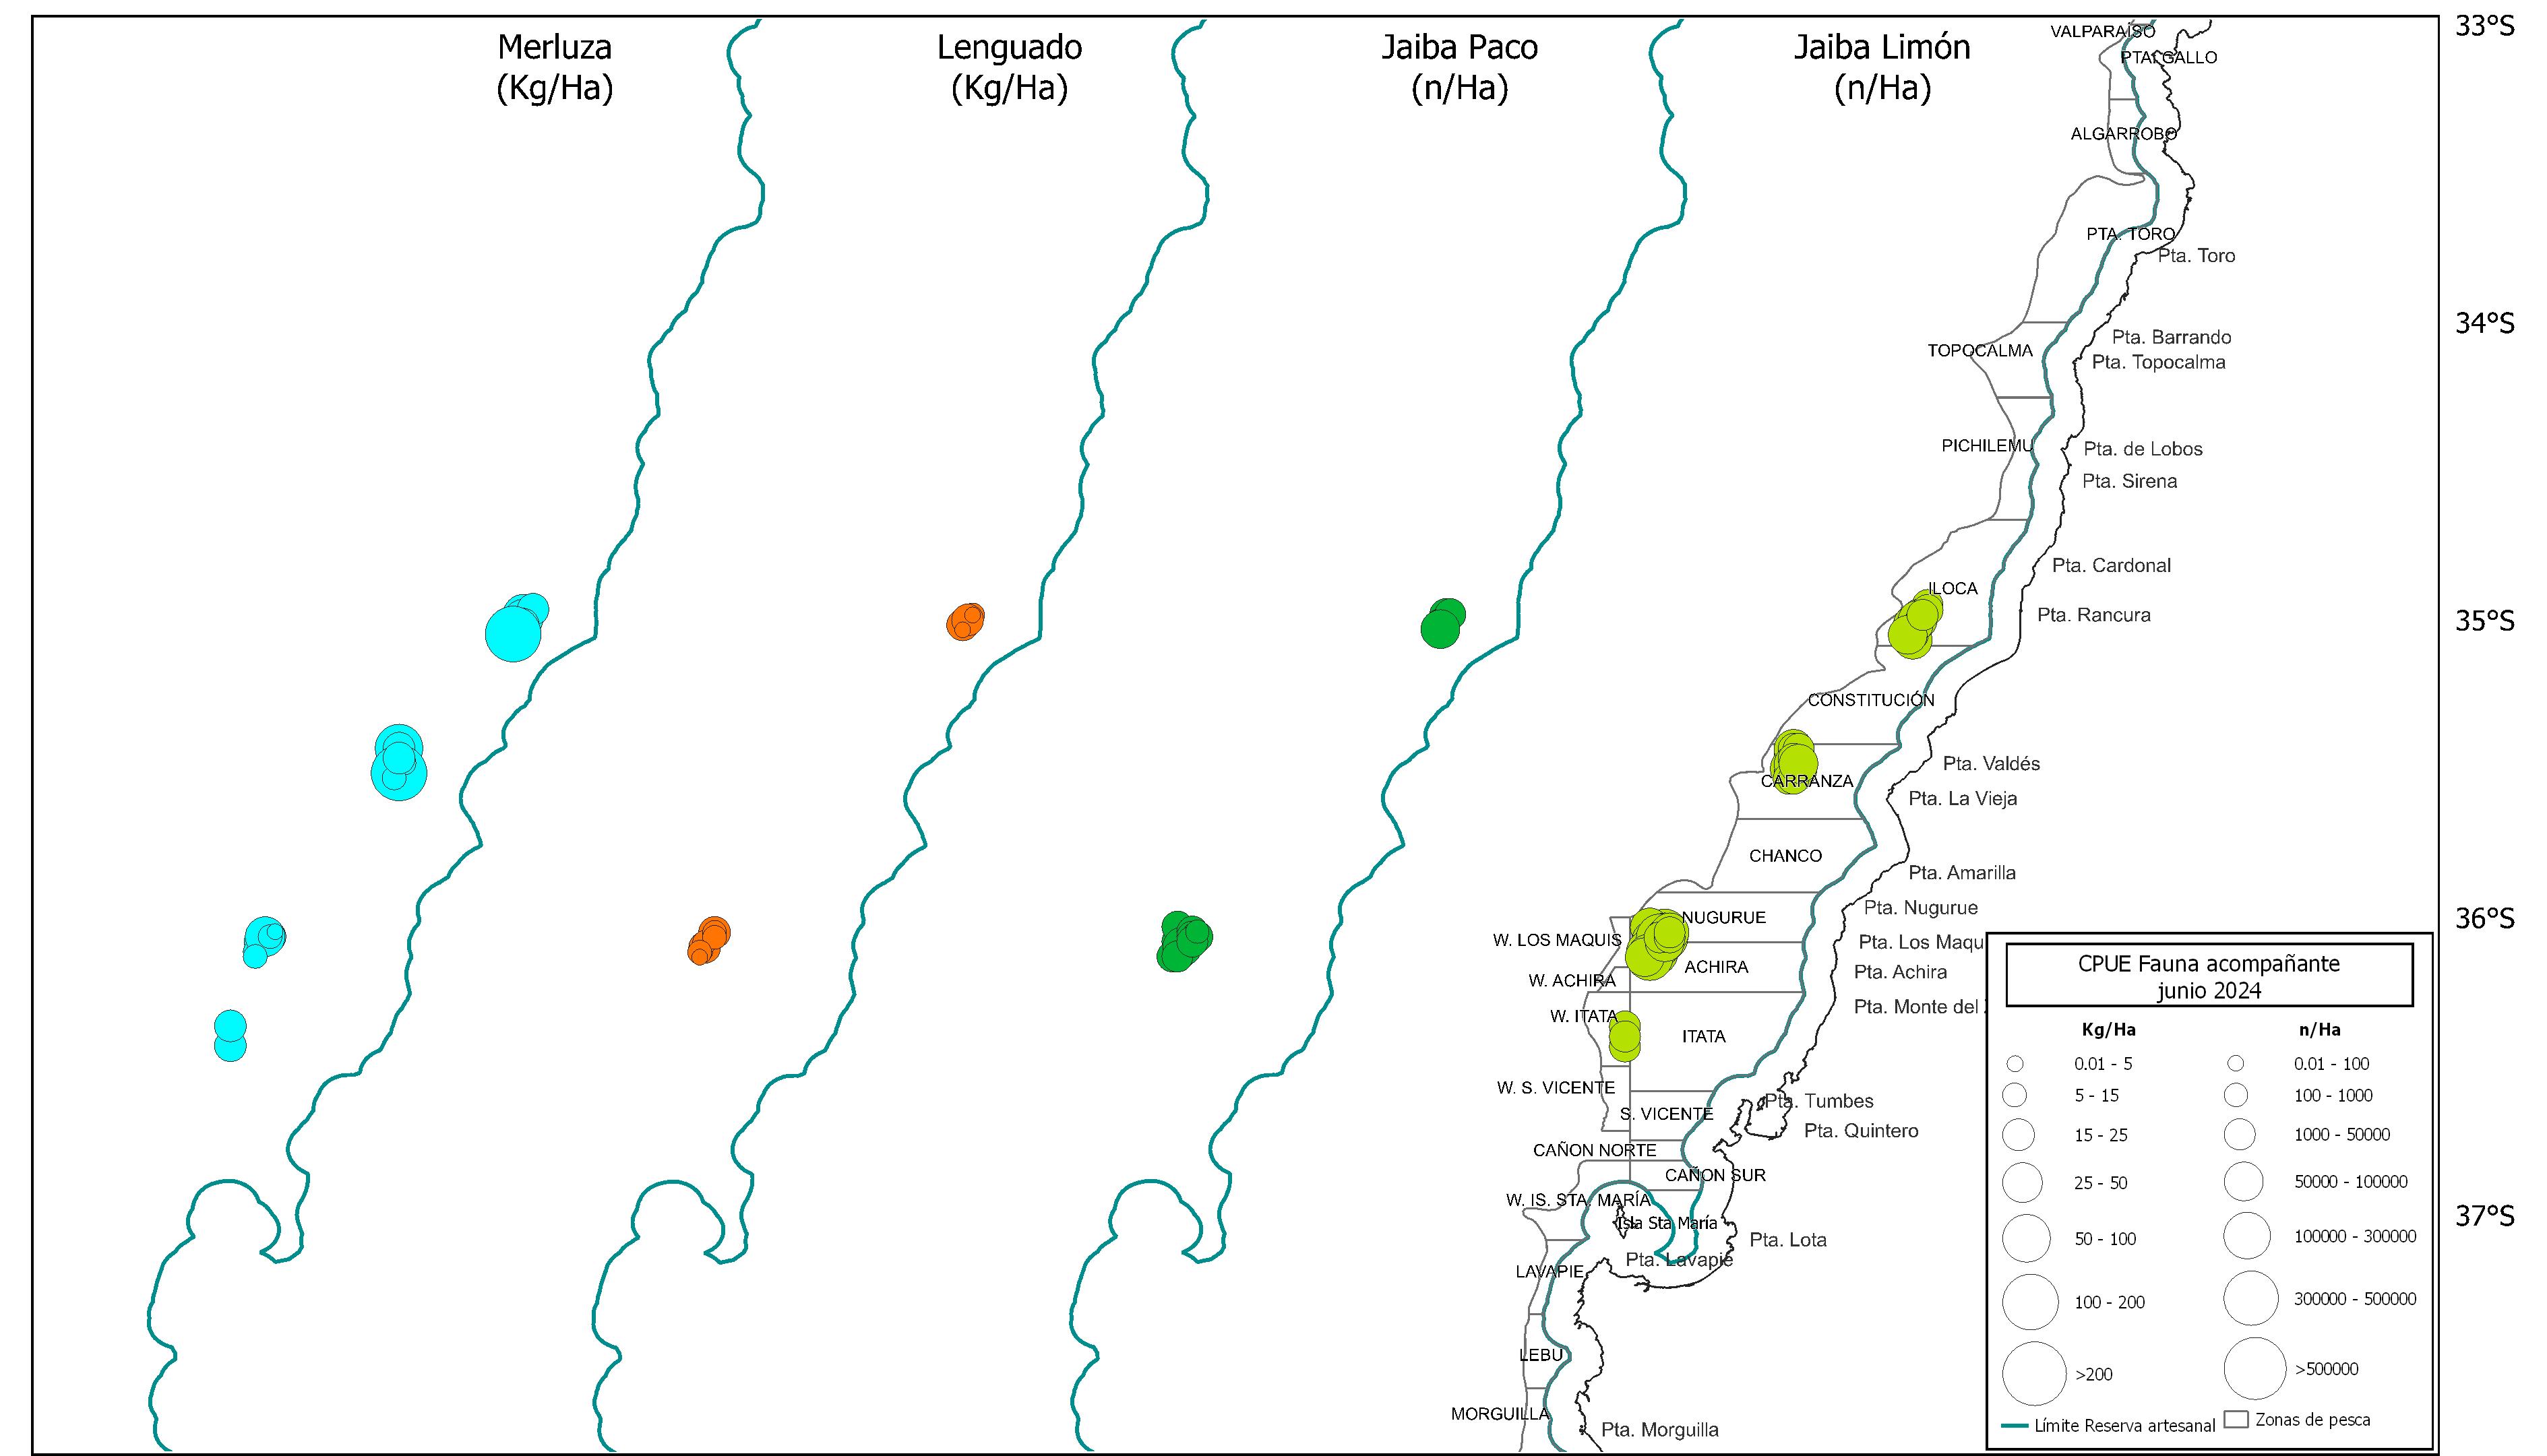 Merluza
(Kg/Ha)
Lenguado
(Kg/Ha)
Jaiba Paco
(n/Ha)
Jaiba Limón
(n/Ha)
33°S
34°S
35°S
36°S
37°S
VALPARAÍSO
PTA. GALLO
ALGARROBO
PTA. TORO
Pta. Toro
Pta. Barrando
TOPOCALMA
Pta. Topocalma
PICHILEMU
Pta. de Lobos
Pta. Sirena
Pta. Cardonal
ILOCA
Pta. Rancura
CONSTITUCIÓN
Pta. Valdés
CARRANZA
Pta. La Vieja
CHANCO
Pta. Amarilla
Pta. Nugurue
NUGURUE
W. LOS MAQUIS
Pta. Los Maqu
ACHIRA
Pta. Achira
W. ACHIRA
Pta. Monte del
W. ITATA
ITATA
W. S. VICENTE
Pta. Tumbes
S. VICENTE
Pta. Quintero
CAÑON NORTE
CAÑON SUR
W. IS. STA. MARÍA
Isla Sta María
Pta. Lota
Pta. Lavapié
LAVAPIE
LEBU
MORGUILLA
Pta. Morguilla
CPUE Fauna acompañante
junio 2024
Kg/Ha
0.01 - 5
5 - 15
15 - 25
25 - 50
50 - 100
100 - 200
>200
n/Ha
0.01 - 100
100 - 1000
1000 - 50000
50000 - 100000
100000 - 300000
300000 - 500000
>500000
Límite Reserva artesanal
Zonas de pesca